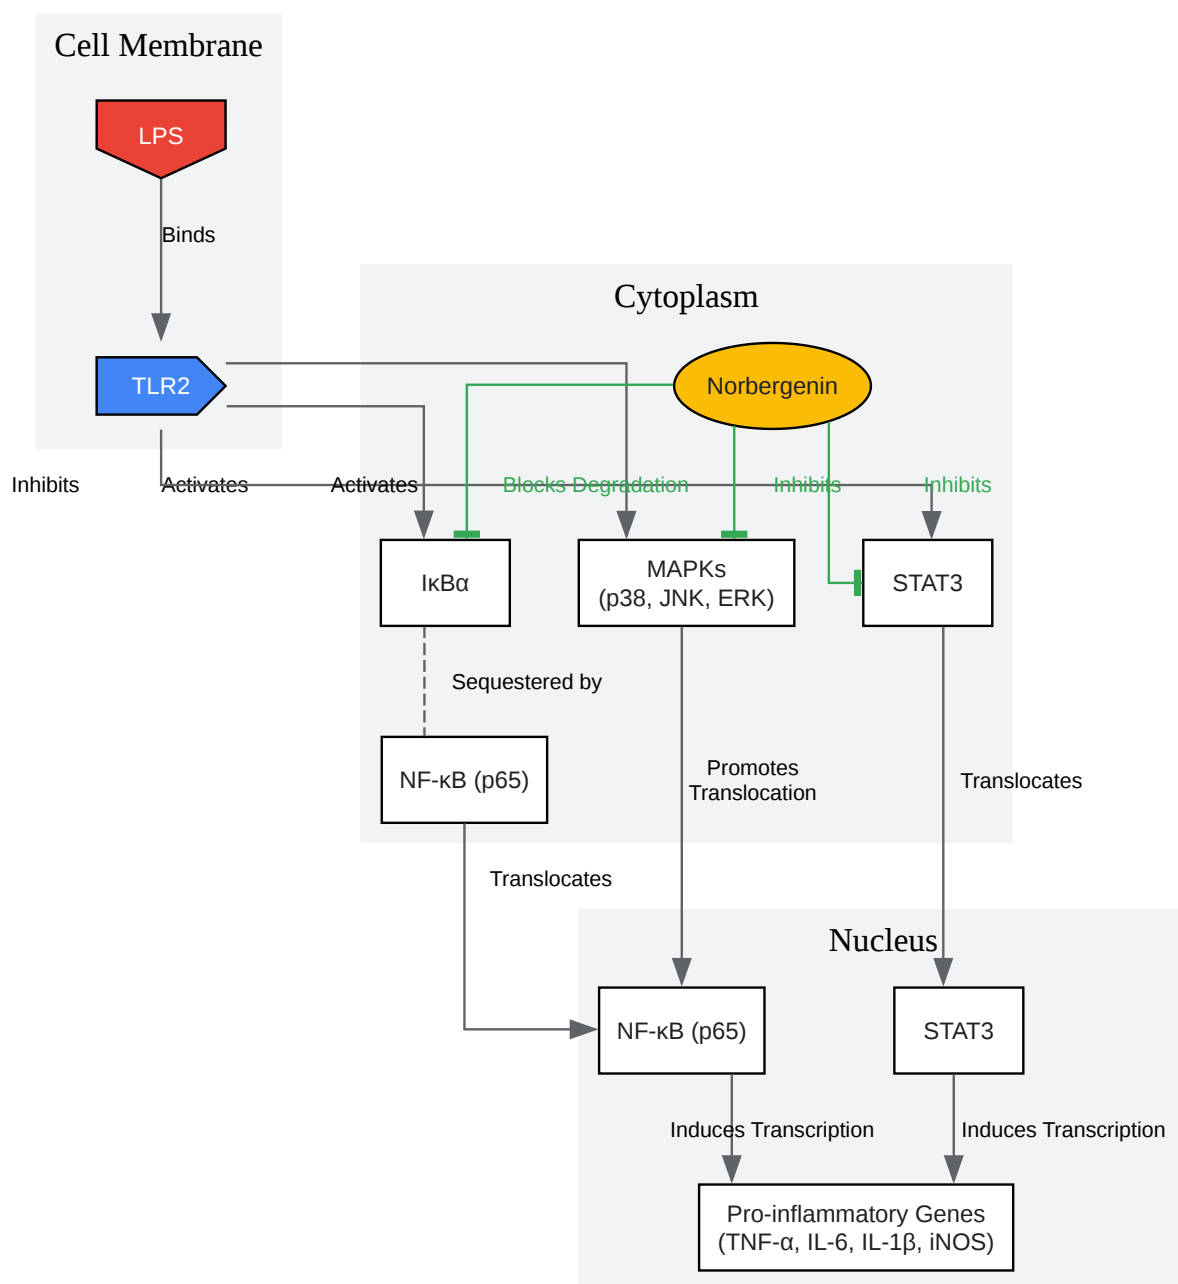 Cell Membrane
LPS
Binds
Cytoplasm
TLR2
Norbergenin
Inhibits
Activates
Activates
Blocks Degradation
Inhibits
Inhibits
IκBα
MAPKs
(p38, JNK, ERK)
STAT3
Sequestered by
NF-κB (p65)
Promotes
Translocation
Translocates
Translocates
Nucleus
NF-κB (p65)
STAT3
Induces Transcription
Induces Transcription
Pro-inflammatory Genes
(TNF-α, IL-6, IL-1β, iNOS)